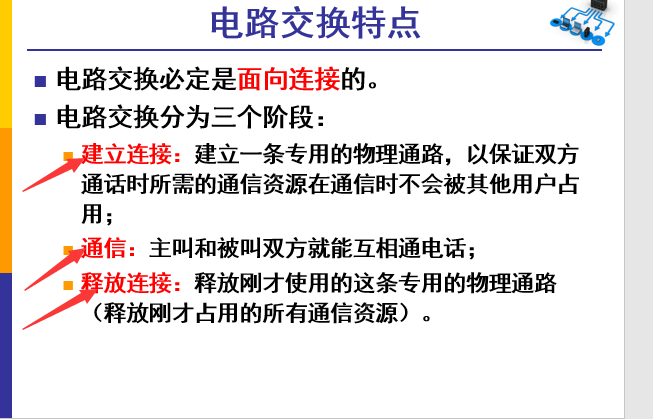 电路交换特点
电路交换必定是面向连接的。
电路交换分为三个阶段：
建立连接：建立一条专用的物理通路，以保证双方
通话时所需的通信资源在通信时不会被其他用户占
用；
通信：主叫和被叫双方就能互相通电话；
释放连接：释放刚才使用的这条专用的物理通路
（释放刚才占用的所有通信资源）。